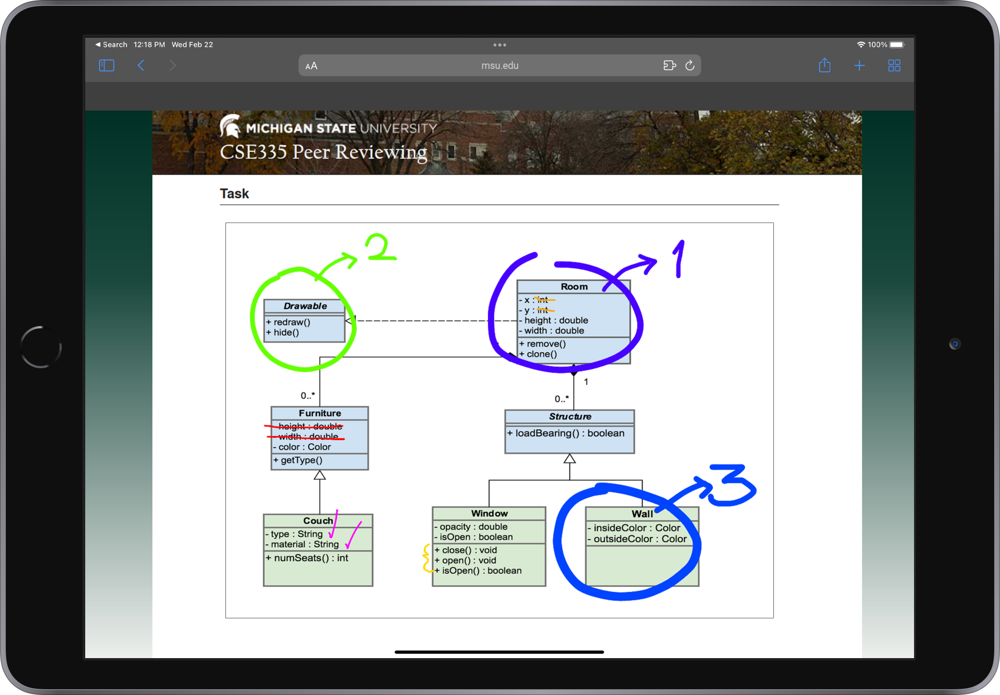 Search 12:18 PM Wed Feb 22
100%
AA
msu.edu
MICHIGAN STATE UNIVERSITY
CSE335 Peer Reviewing
Task
2
1
Drawable
+ redraw()
+ hide()
Room
- x : int
- y : int
- height : double
- width : double
+ remove()
+ clone()
1
0..*
0..*
Furniture
- height : double
- width : double
- color : Color
+ getType()
Structure
+ loadBearing() : boolean
3
Couch
- type : String
- material : String
+ numSeats() : int
Window
- opacity : double
- isOpen : boolean
+ close() : void
+ open() : void
+ isOpen() : boolean
Wall
- insideColor : Color
- outsideColor : Color